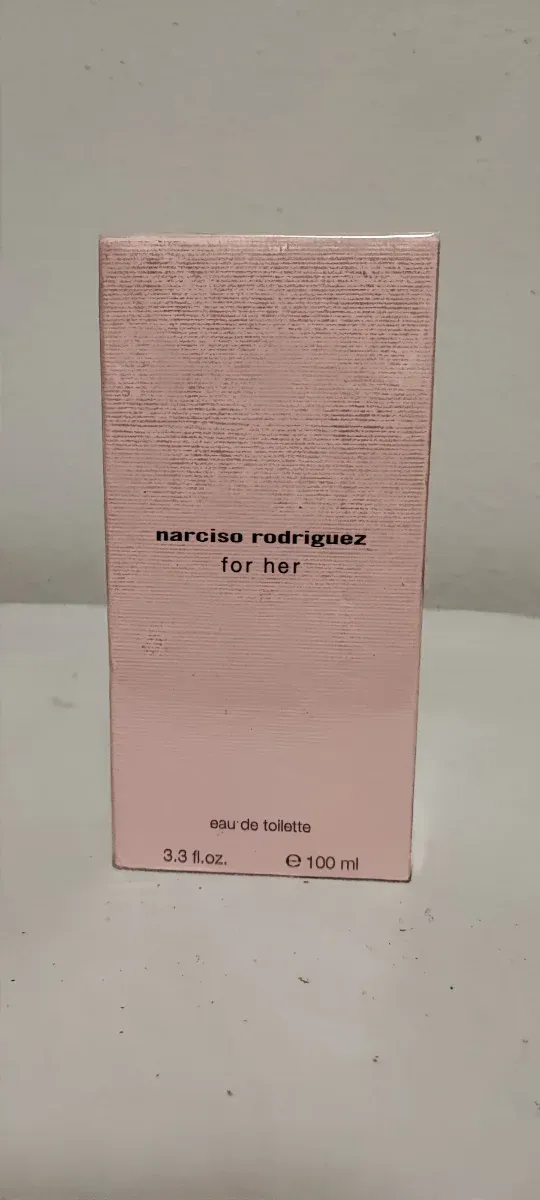 narciso rodriguez
for her
eau de toilette
3.3 fl.oz. ℮ 100 ml